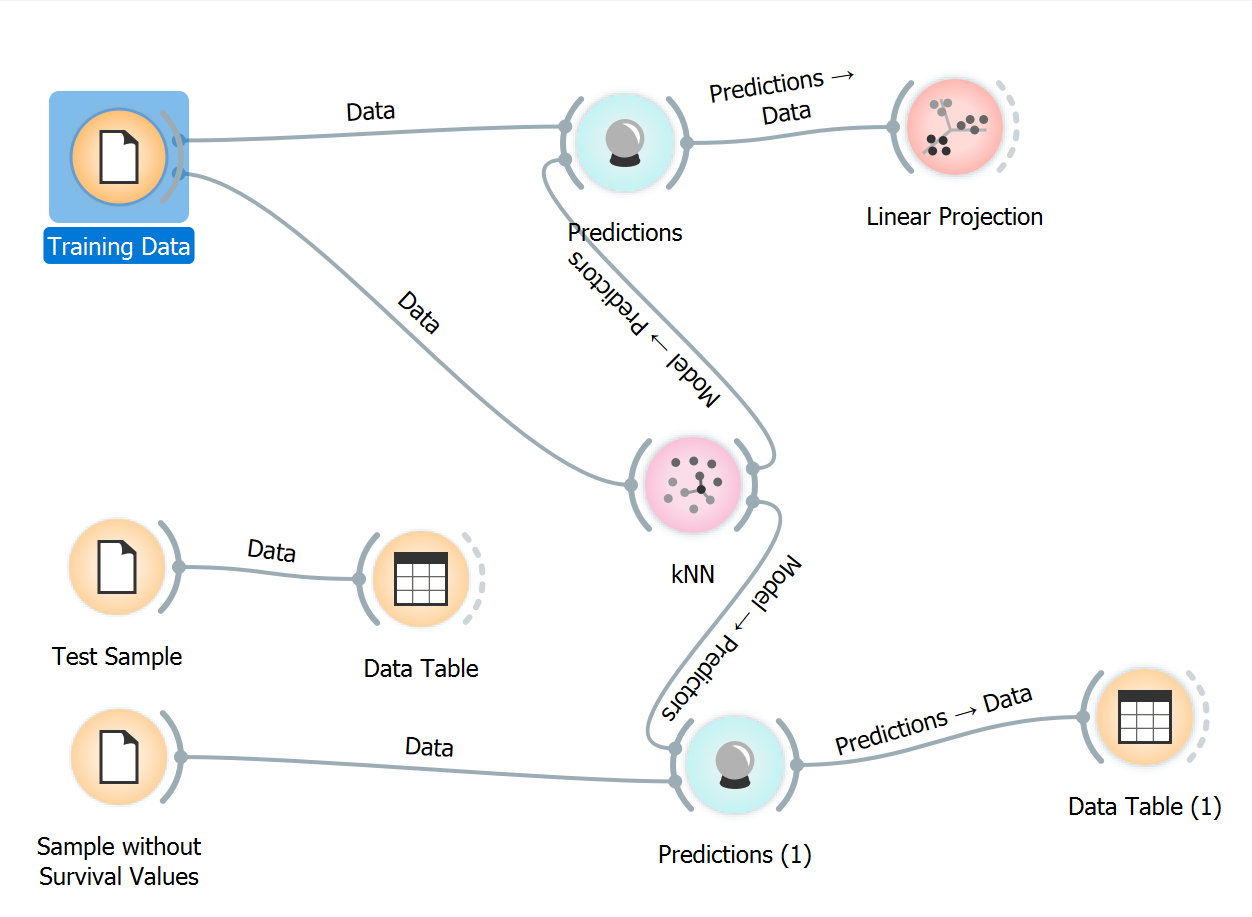 Data
Predictions →
Data
Training Data
Predictions
Linear Projection
Data
Model → Predictors
kNN
Data
Test Sample
Data Table
Model → Predictors
Data
Predictions → Data
Sample without
Survival Values
Predictions (1)
Data Table (1)